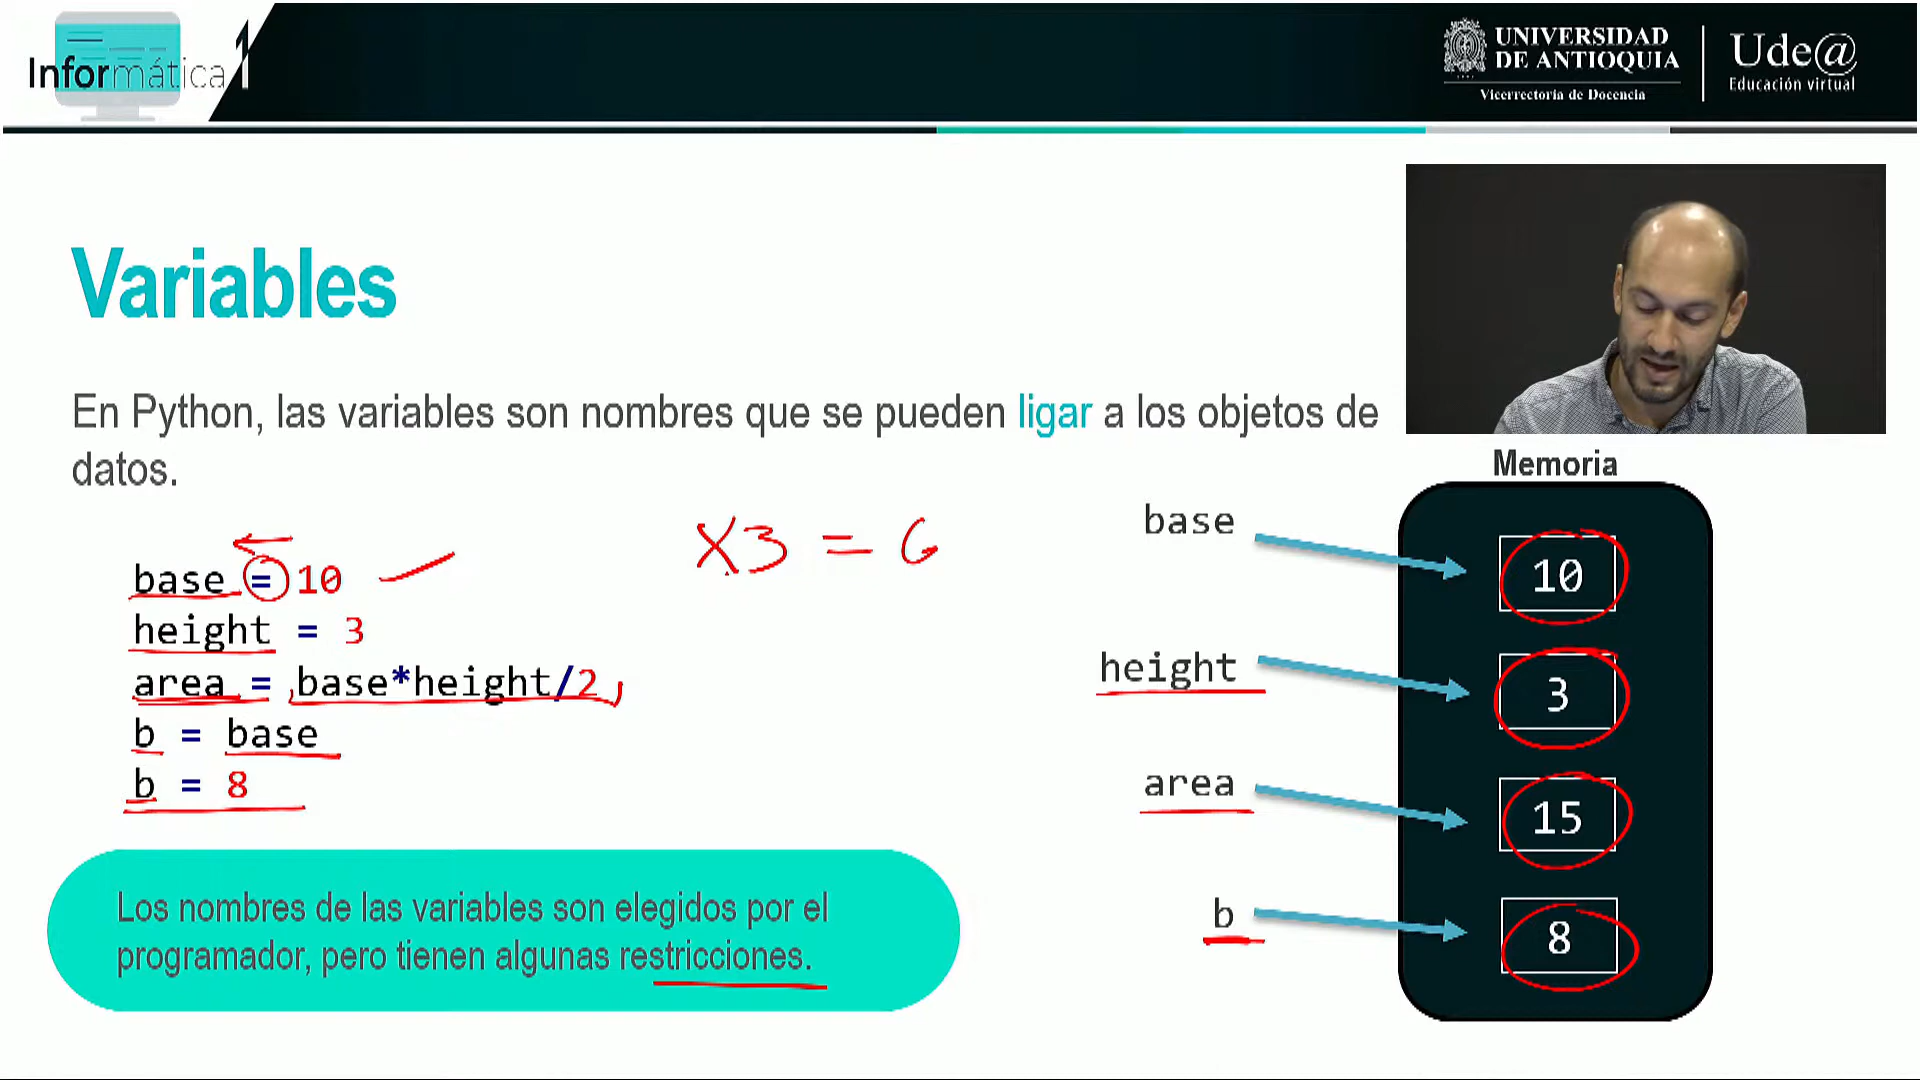 Informática 1
UNIVERSIDAD
DE ANTIOQUIA
Vicerrectoría de Docencia
Ude@
Educación virtual
Variables
En Python, las variables son nombres que se pueden ligar a los objetos de
datos.
base = 10
height = 3
area = base*height/2
b = base
b = 8
X3 = 6
Los nombres de las variables son elegidos por el
programador, pero tienen algunas restricciones.
Memoria
base
10
height
3
area
15
b
8